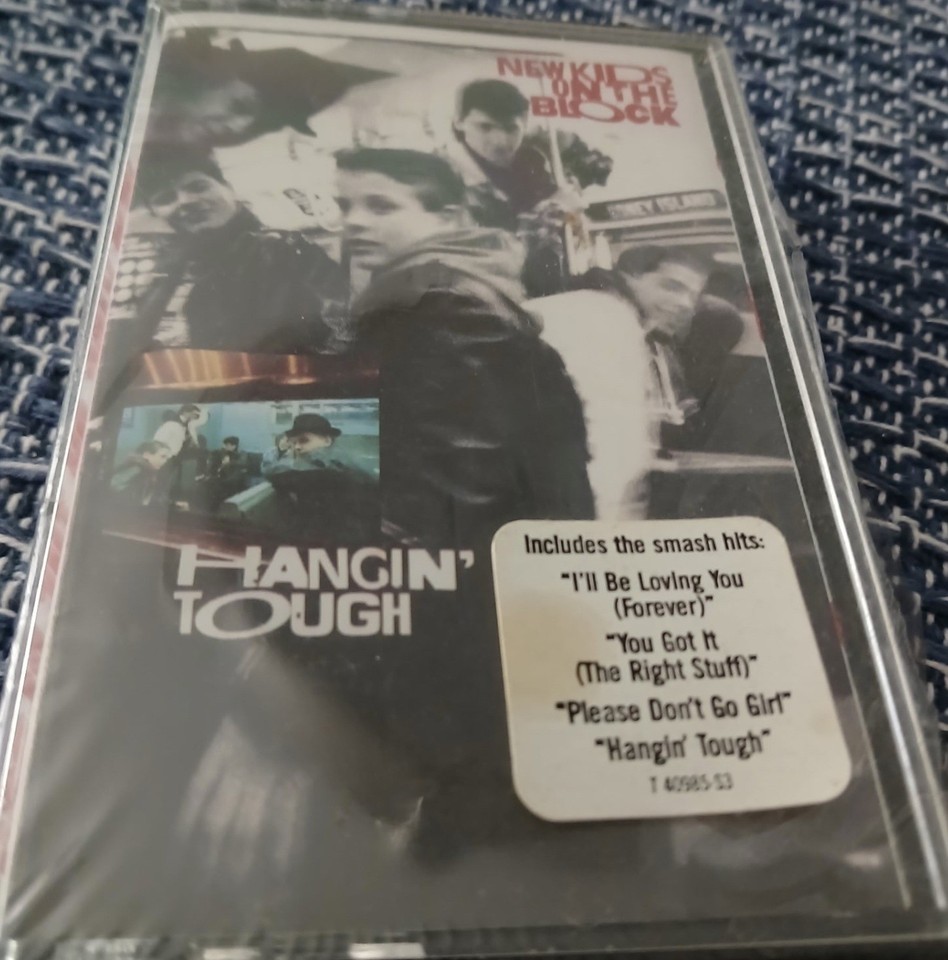 NEW KIDS
ON THE
BLOCK
CONEY ISLAND
HANGIN'
TOUGH
Includes the smash hits:
"I'll Be Loving You
(Forever)"
"You Got It
(The Right Stuff)"
"Please Don't Go Girl"
"Hangin' Tough"
T 40985-S3